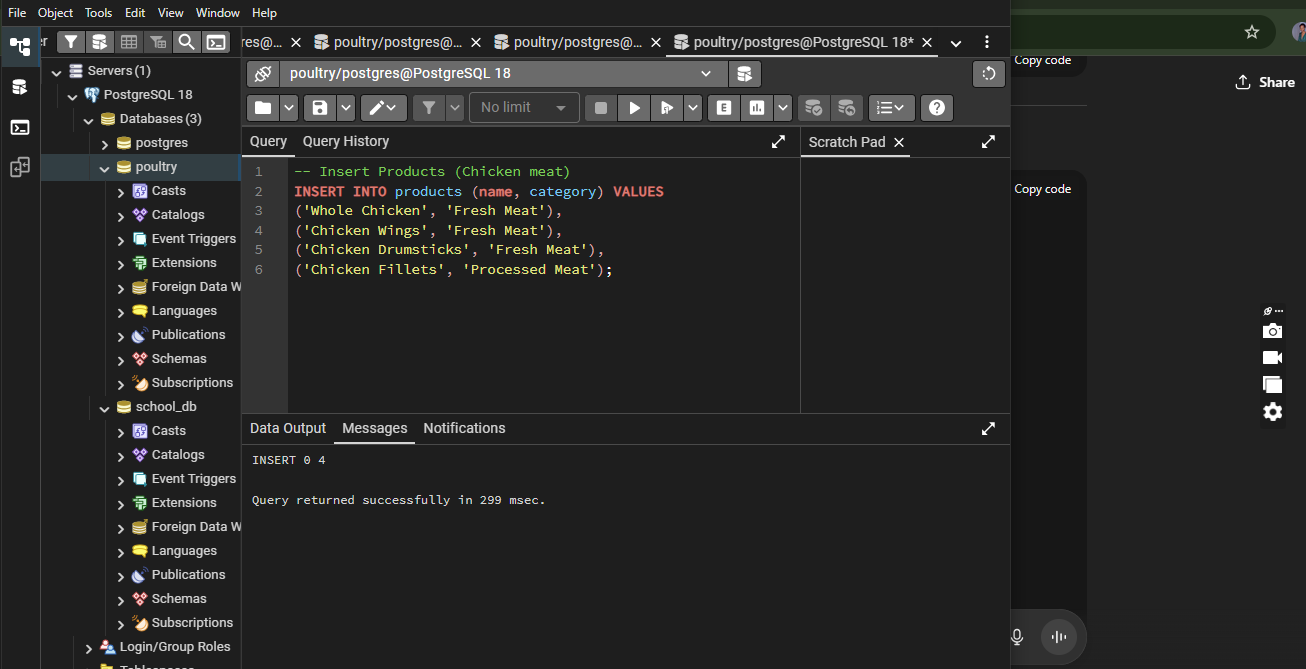 File Object Tools Edit View Window Help
res@... poultry/postgres@... poultry/postgres@... poultry/postgres@PostgreSQL 18*
poultry/postgres@PostgreSQL 18
No limit
E
Query Query History
Scratch Pad
1 -- Insert Products (Chicken meat)
2 INSERT INTO products (name, category) VALUES
3 ('Whole Chicken', 'Fresh Meat'),
4 ('Chicken Wings', 'Fresh Meat'),
5 ('Chicken Drumsticks', 'Fresh Meat'),
6 ('Chicken Fillets', 'Processed Meat');
Data Output Messages Notifications
INSERT 0 4
Query returned successfully in 299 msec.
er
Servers (1)
PostgreSQL 18
Databases (3)
postgres
poultry
Casts
Catalogs
Event Triggers
Extensions
Foreign Data W
Languages
Publications
Schemas
Subscriptions
school_db
Casts
Catalogs
Event Triggers
Extensions
Foreign Data W
Languages
Publications
Schemas
Subscriptions
Login/Group Roles
Tablespaces
Copy code
Share
Copy code